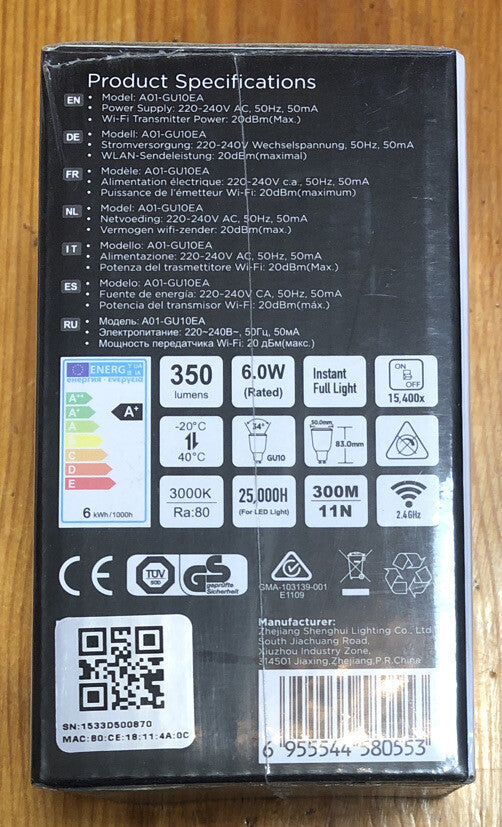 Product Specifications
EN
• Model: A01-GU10EA
• Power Supply: 220-240V AC, 50Hz, 50mA
• Wi-Fi Transmitter Power: 20dBm(Max.)
DE
• Modell: A01-GU10EA
• Stromversorgung: 220-240V Wechselspannung, 50Hz, 50mA
• WLAN-Sendeleistung: 20dBm(maximal)
FR
• Modèle: A01-GU10EA
• Alimentation électrique: 220-240V c.a., 50Hz, 50mA
• Puissance de l'émetteur Wi-Fi: 20dBm(maximum)
NL
• Model: A01-GU10EA
• Netvoeding: 220-240V AC, 50Hz, 50mA
• Vermogen wifi-zender: 20dBm(Max.)
IT
• Modello: A01-GU10EA
• Alimentazione: 220-240V AC, 50Hz, 50mA
• Potenza del trasmettitore Wi-Fi: 20dBm(Max.)
ES
• Modelo: A01-GU10EA
• Fuente de energía: 220-240V CA, 50Hz, 50mA
• Potencia del transmisor Wi-Fi: 20dBm(máx.)
RU
• Модель: A01-GU10EA
• Электропитание: 220~240В~, 50Гц, 50мА
• Мощность передатчика Wi-Fi: 20 дБм(макс.)
ENERG
енергия · ενεργεια
A++
A+
A
B
C
D
E
A+
6 kWh/1000h
350
lumens
6.0W
(Rated)
Instant
Full Light
ON
OFF
15,400x
-20°C
40°C
34°
GU10
50.0mm
83.0mm
3000K
Ra:80
25,000H
(For LED Light)
300M
11N
2.4GHz
CE
TÜV
SÜD
GS
geprüfte
Sicherheit
GMA-103139-001
E1109
Manufacturer:
Zhejiang Shenghui Lighting Co., Ltd
South Jiachuang Road,
Xiuzhou Industry Zone,
314501 Jiaxing,Zhejiang,P.R.China
SN:1533D500870
MAC:B0:CE:18:11:4A:0C
6 955544 580553